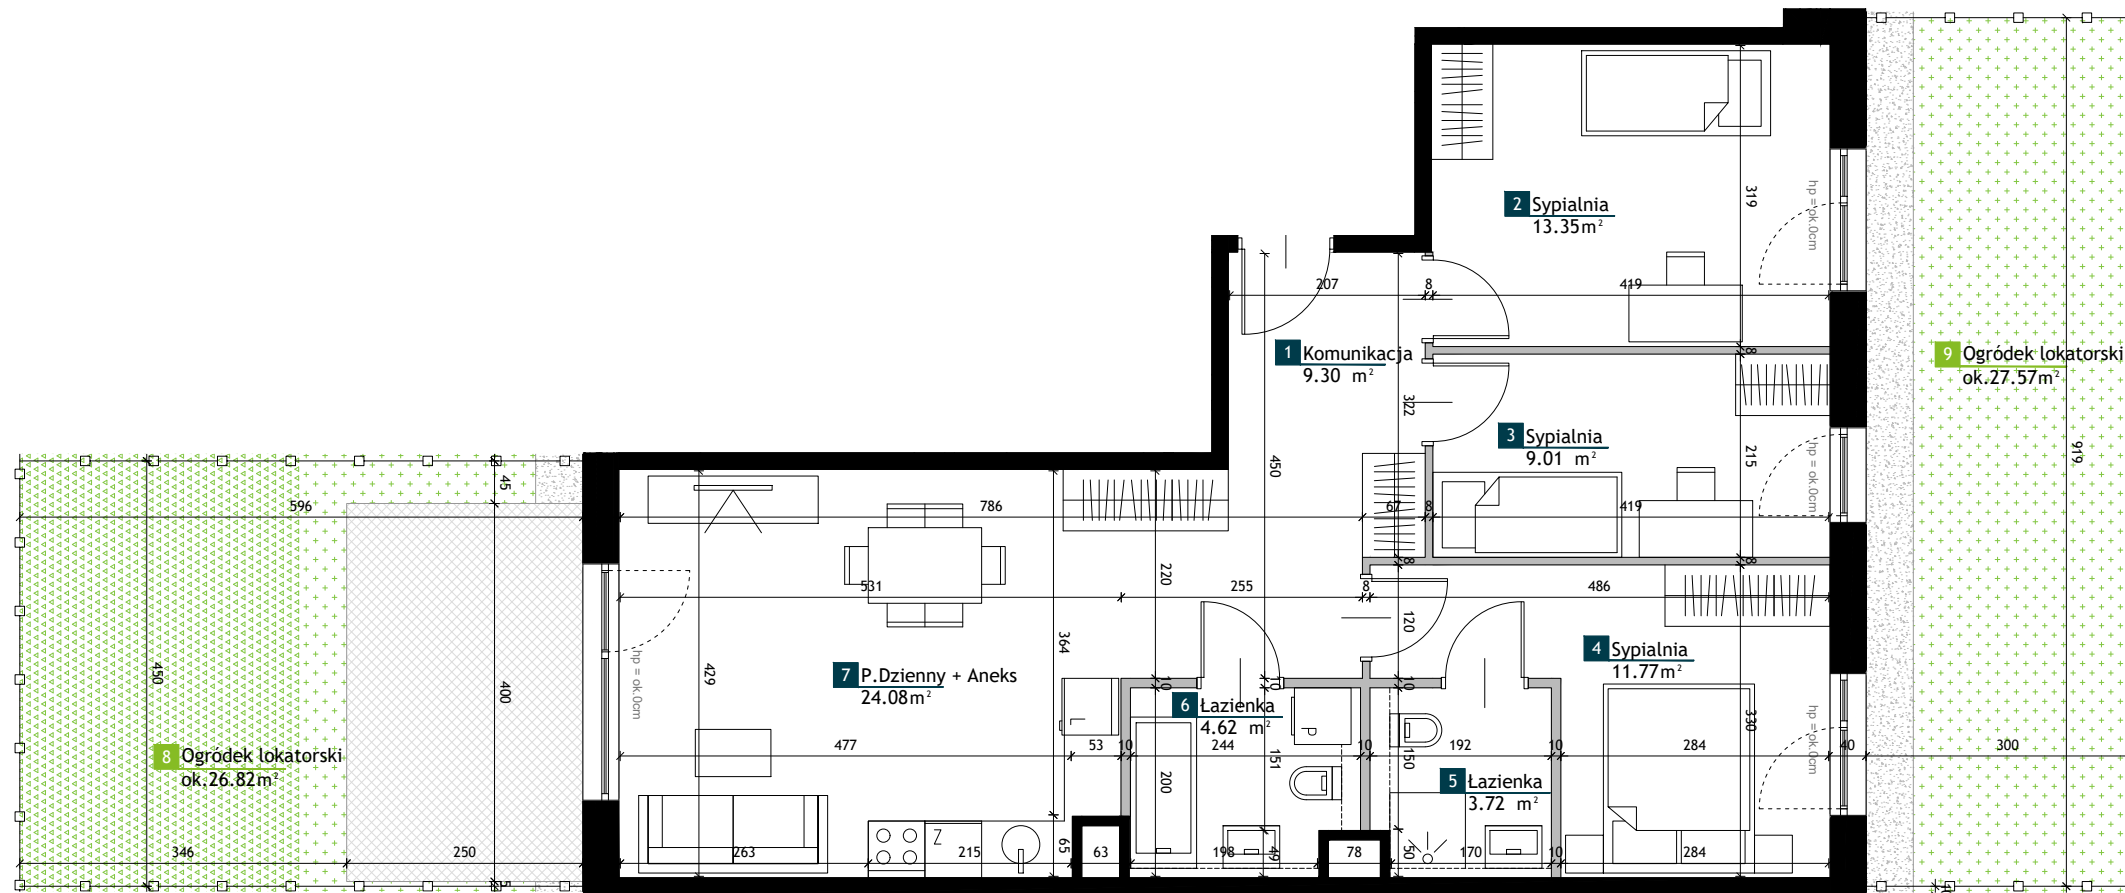 2 Sypialnia
13.35m²
319
hp = ok.0cm
207
8
419
1 Komunikacja
9.30 m²
8
9 Ogródek lokatorski
ok.27.57m²
322
3 Sypialnia
9.01 m²
215
hp = ok.0cm
919
450
45
596
786
67
8
419
8
8
220
531
255
8
486
120
364
4 Sypialnia
11.77m²
7 P.Dzienny + Aneks
24.08m²
429
hp = ok.0cm
450
400
10
10
10
6 Łazienka
4.62 m²
L
P
330
hp = ok.0cm
8 Ogródek lokatorski
ok.26.82m²
477
53
10
244
151
10
192
150
10
284
40
300
200
5 Łazienka
3.72 m²
Z
346
250
263
215
65
63
198
49
78
50
170
10
284
5